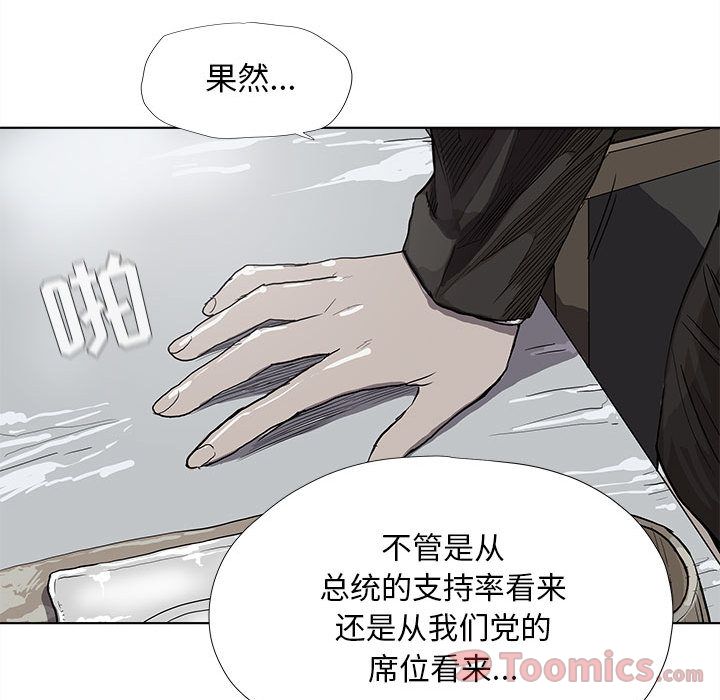 果然...
啪
不管是从
总统的支持率看来
还是从我们党的
席位看来...
Toomics.com